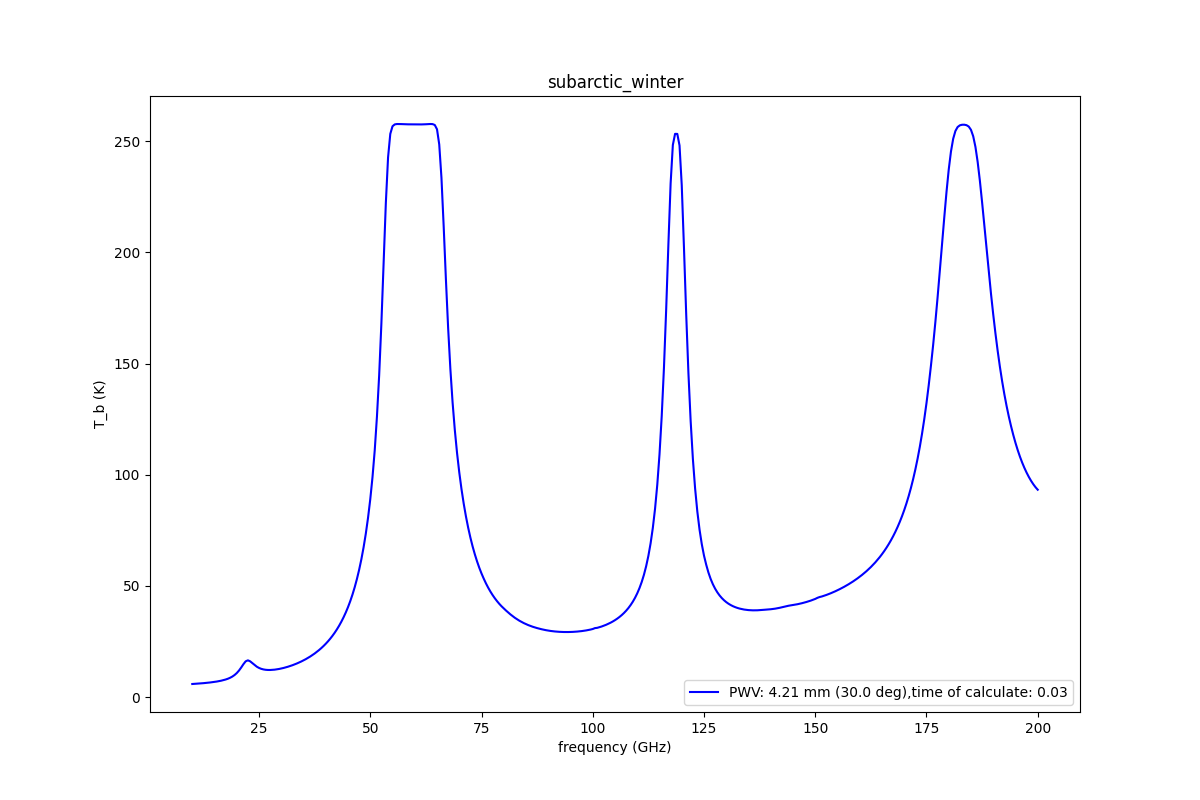 subarctic_winter
T_b (K)
250
200
150
100
50
0
25 50 75 100 125 150 175 200
frequency (GHz)
PWV: 4.21 mm (30.0 deg),time of calculate: 0.03